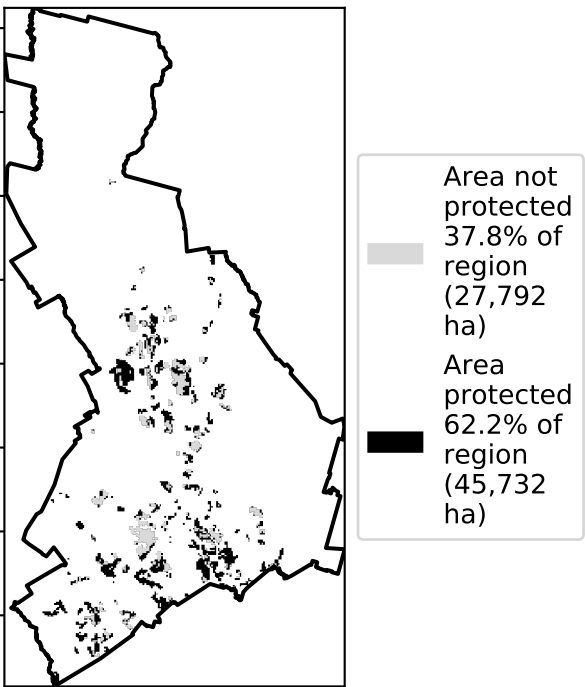 Area not
protected
37.8% of
region
(27,792
ha)
Area
protected
62.2% of
region
(45,732
ha)